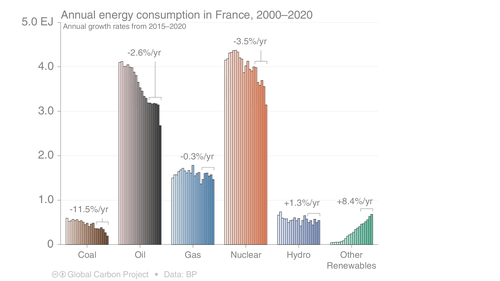 Annual energy consumption in France, 2000–2020
Annual growth rates from 2015–2020
5.0 EJ
4.0
3.0
2.0
1.0
0
-11.5%/yr
-2.6%/yr
-0.3%/yr
-3.5%/yr
+1.3%/yr
+8.4%/yr
Coal
Oil
Gas
Nuclear
Hydro
Other
Renewables
Global Carbon Project • Data: BP